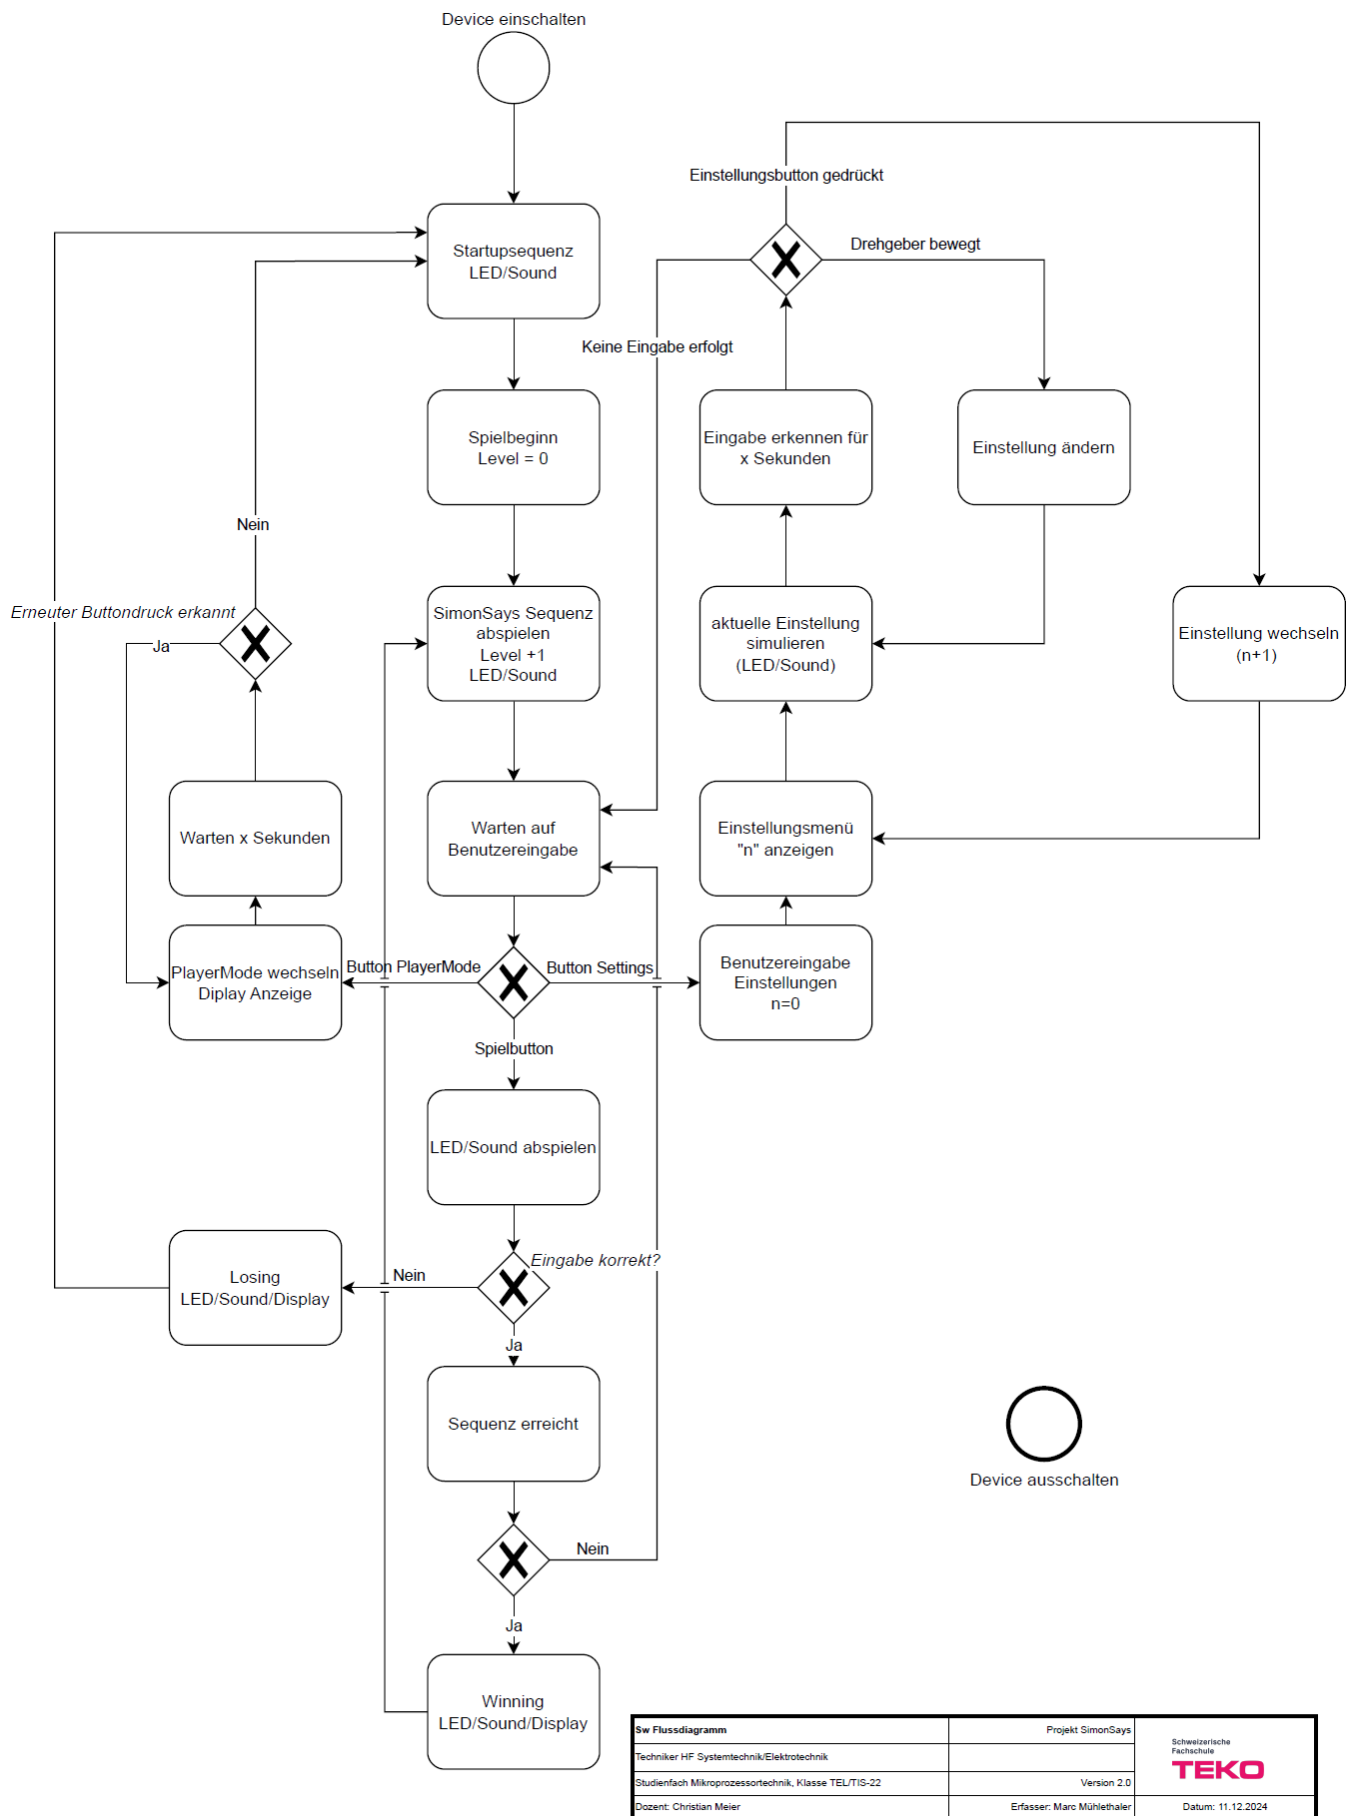 Device einschalten
Einstellungsbutton gedrückt
Startupsequenz
LED/Sound
Drehgeber bewegt
Keine Eingabe erfolgt
Spielbeginn
Level = 0
Eingabe erkennen für
x Sekunden
Einstellung ändern
Nein
Erneuter Buttondruck erkannt
Ja
SimonSays Sequenz
abspielen
Level +1
LED/Sound
aktuelle Einstellung
simulieren
(LED/Sound)
Einstellung wechseln
(n+1)
Warten x Sekunden
Warten auf
Benutzereingabe
Einstellungsmenü
"n" anzeigen
PlayerMode wechseln
Diplay Anzeige
Button PlayerMode
Button Settings
Benutzereingabe
Einstellungen
n=0
Spielbutton
LED/Sound abspielen
Eingabe korrekt?
Nein
Losing
LED/Sound/Display
Ja
Sequenz erreicht
Device ausschalten
Nein
Ja
Winning
LED/Sound/Display
Sw Flussdiagramm
Projekt SimonSays
Techniker HF Systemtechnik/Elektrotechnik
Studienfach Mikroprozessortechnik, Klasse TEL/TIS-22
Version 2.0
Schweizerische
Fachschule
TEKO
Dozent: Christian Meier
Erfasser: Marc Mühlethaler
Datum: 11.12.2024